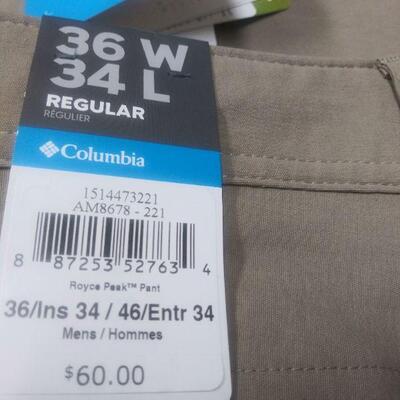 36 W
34 L
REGULAR
RÉGULIER
Columbia
1514473221
AM8678 - 221
8 87253 52763 4
Royce Peak™ Pant
36/Ins 34 / 46/Entr 34
Mens / Hommes
$60.00